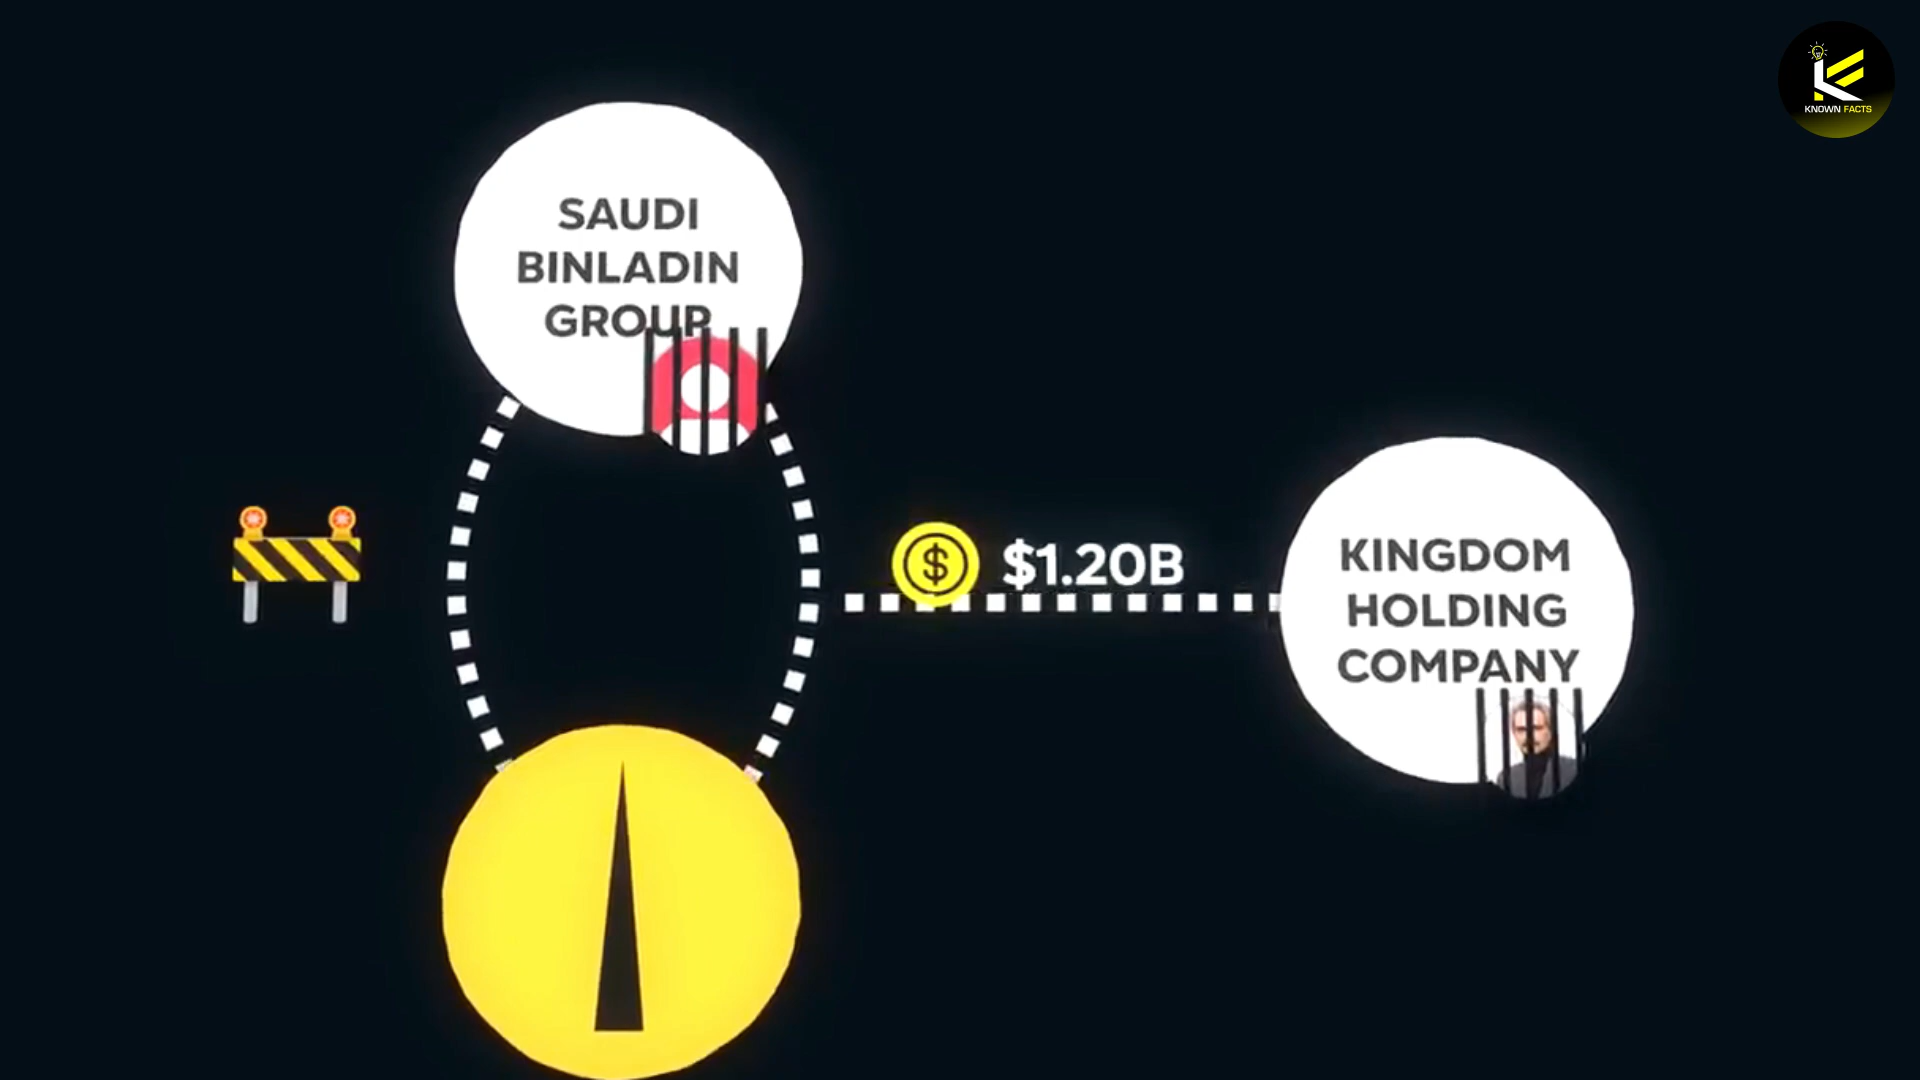 KNOWN FACTS
SAUDI
BINLADIN
GROUP
$ $1.20B
KINGDOM
HOLDING
COMPANY